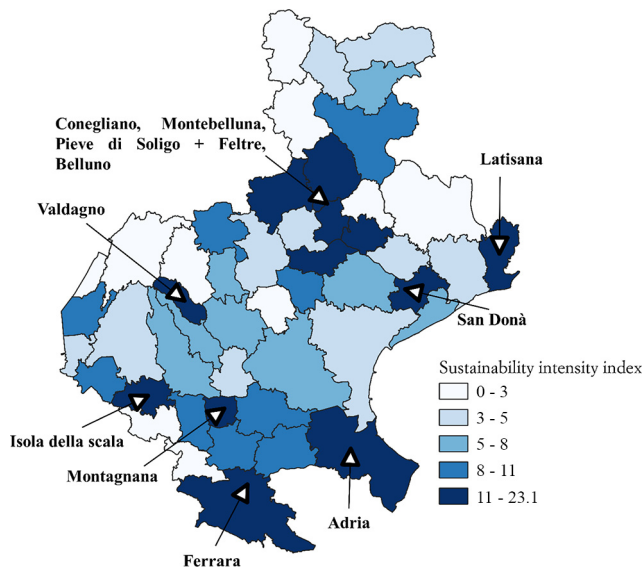 Conegliano, Montebelluna,
Pieve di Soligo + Feltre,
Belluno
Latisana
Valdagno
San Donà
Sustainability intensity index
0 - 3
3 - 5
5 - 8
8 - 11
11 - 23.1
Isola della scala
Montagnana
Adria
Ferrara